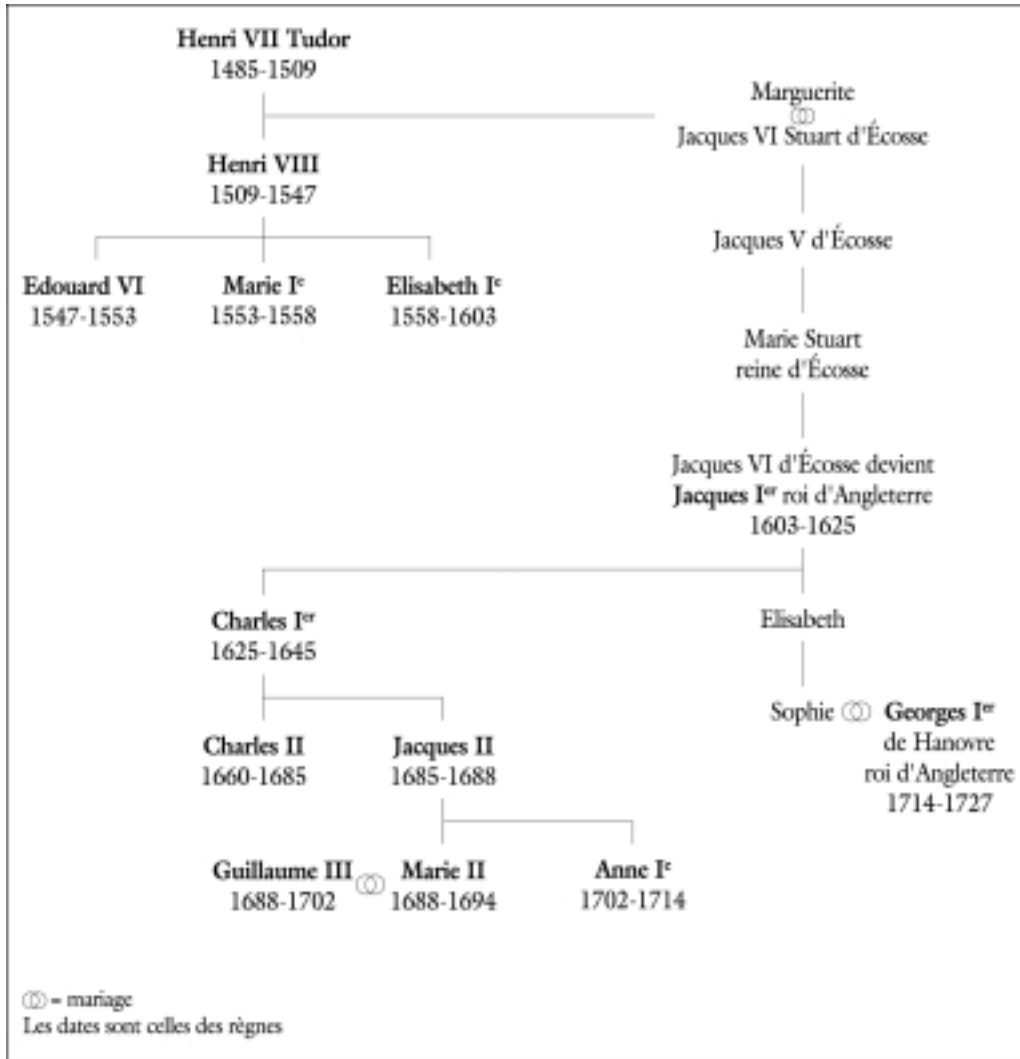 Henri VII Tudor
1485-1509
Marguerite
Jacques VI Stuart d'Écosse
Henri VIII
1509-1547
Jacques V d'Écosse
Edouard VI
1547-1553
Marie Ie
1553-1558
Elisabeth Ie
1558-1603
Marie Stuart
reine d'Écosse
Jacques VI d'Écosse devient
Jacques Ier roi d'Angleterre
1603-1625
Charles Ier
1625-1645
Elisabeth
Sophie
Georges Ier
de Hanovre
roi d'Angleterre
1714-1727
Charles II
1660-1685
Jacques II
1685-1688
Guillaume III
1688-1702
Marie II
1688-1694
Anne Ie
1702-1714
= mariage
Les dates sont celles des règnes